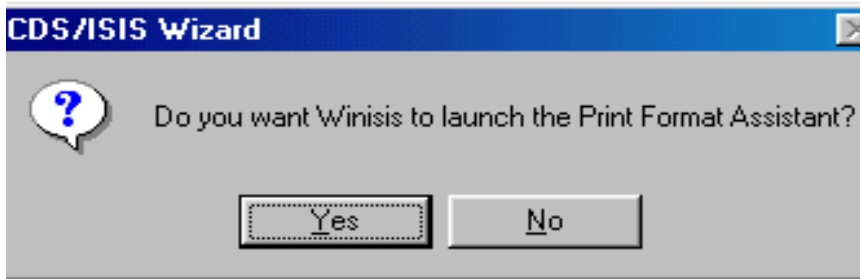 CDS/ISIS Wizard
Do you want Winisis to launch the Print Format Assistant?
Yes
No